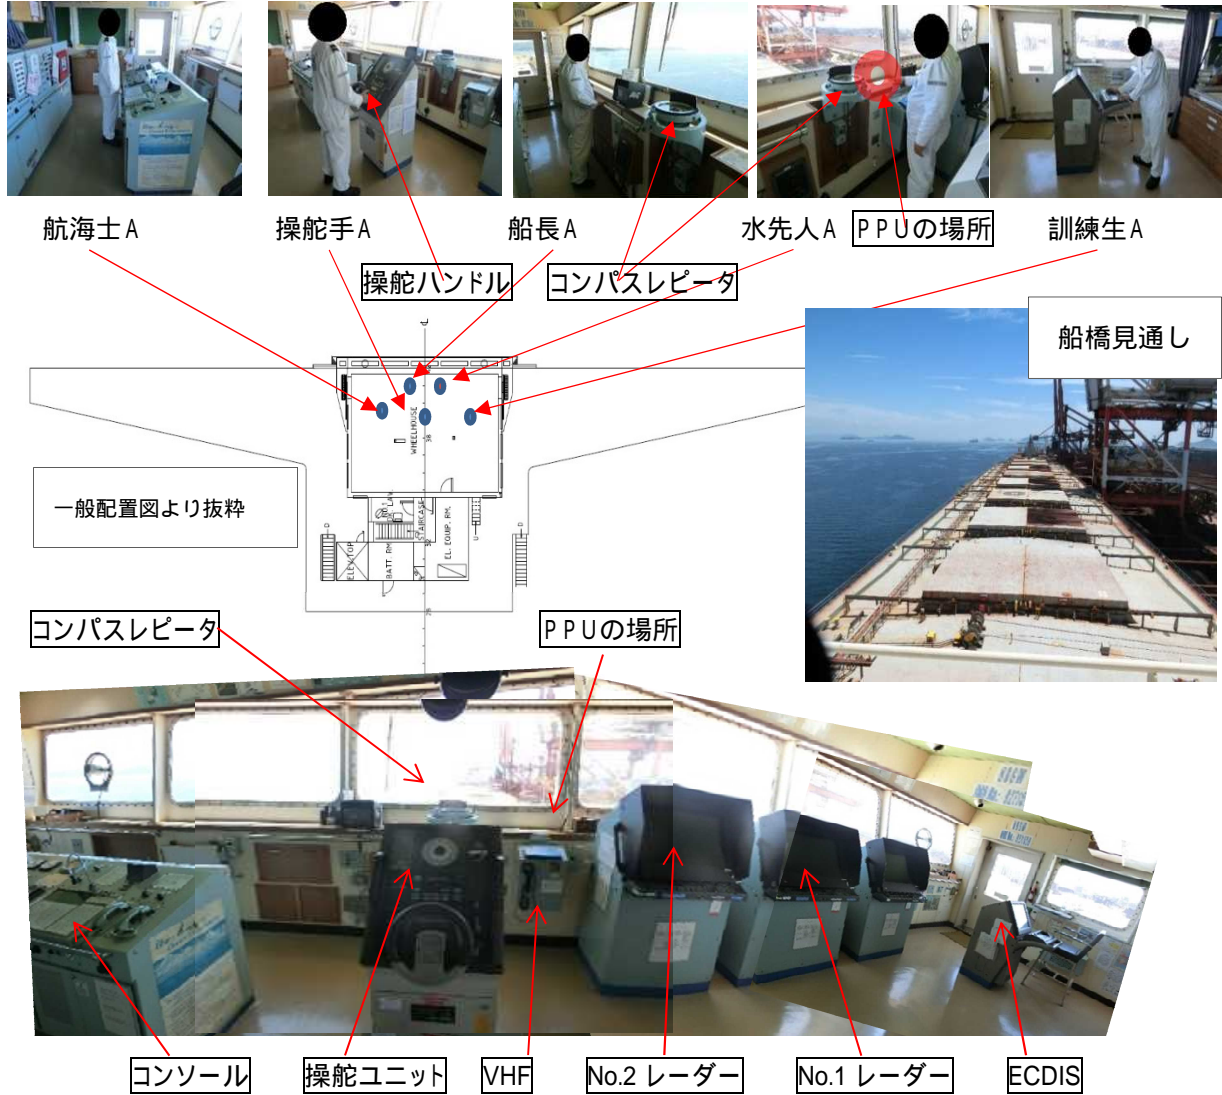 航海士A
操舵手A
船長A
水先人A
PPUの場所
訓練生A
操舵ハンドル
コンパスレピータ
船橋見通し
WHEELHOUSE
一般配置図より抜粋
STAIRCASE
EL. EQUIP. RM.
ELEV. TOP
BATT. RM
コンパスレピータ
PPUの場所
コンソール
操舵ユニット
VHF
No.2 レーダー
No.1 レーダー
ECDIS